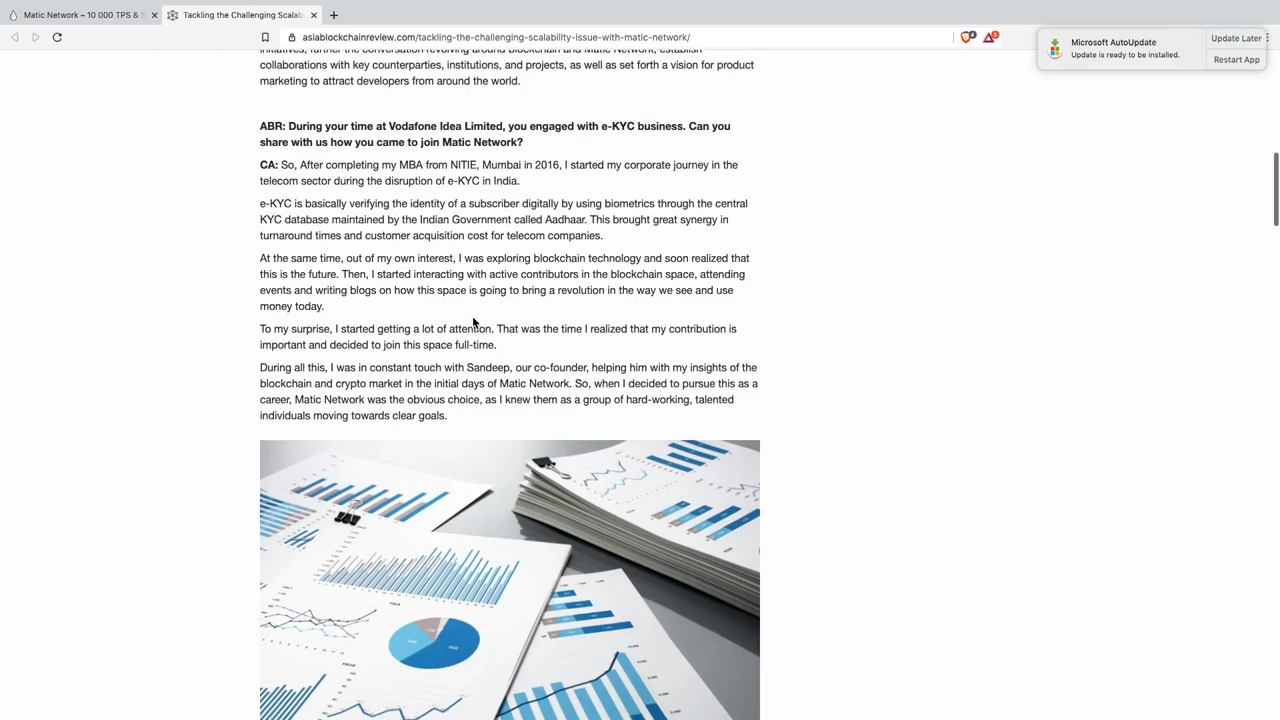 Matic Network – 10 000 TPS & S
Tackling the Challenging Scalabi
asiablockchainreview.com/tackling-the-challenging-scalability-issue-with-matic-network/
4
Microsoft AutoUpdate
Update is ready to be installed.
Update Later
Restart App
initiatives, further the conversation revolving around blockchain and Matic Network, establish
collaborations with key counterparties, institutions, and projects, as well as set forth a vision for product
marketing to attract developers from around the world.
ABR: During your time at Vodafone Idea Limited, you engaged with e-KYC business. Can you
share with us how you came to join Matic Network?
CA: So, After completing my MBA from NITIE, Mumbai in 2016, I started my corporate journey in the
telecom sector during the disruption of e-KYC in India.
e-KYC is basically verifying the identity of a subscriber digitally by using biometrics through the central
KYC database maintained by the Indian Government called Aadhaar. This brought great synergy in
turnaround times and customer acquisition cost for telecom companies.
At the same time, out of my own interest, I was exploring blockchain technology and soon realized that
this is the future. Then, I started interacting with active contributors in the blockchain space, attending
events and writing blogs on how this space is going to bring a revolution in the way we see and use
money today.
To my surprise, I started getting a lot of attention. That was the time I realized that my contribution is
important and decided to join this space full-time.
During all this, I was in constant touch with Sandeep, our co-founder, helping him with my insights of the
blockchain and crypto market in the initial days of Matic Network. So, when I decided to pursue this as a
career, Matic Network was the obvious choice, as I knew them as a group of hard-working, talented
individuals moving towards clear goals.